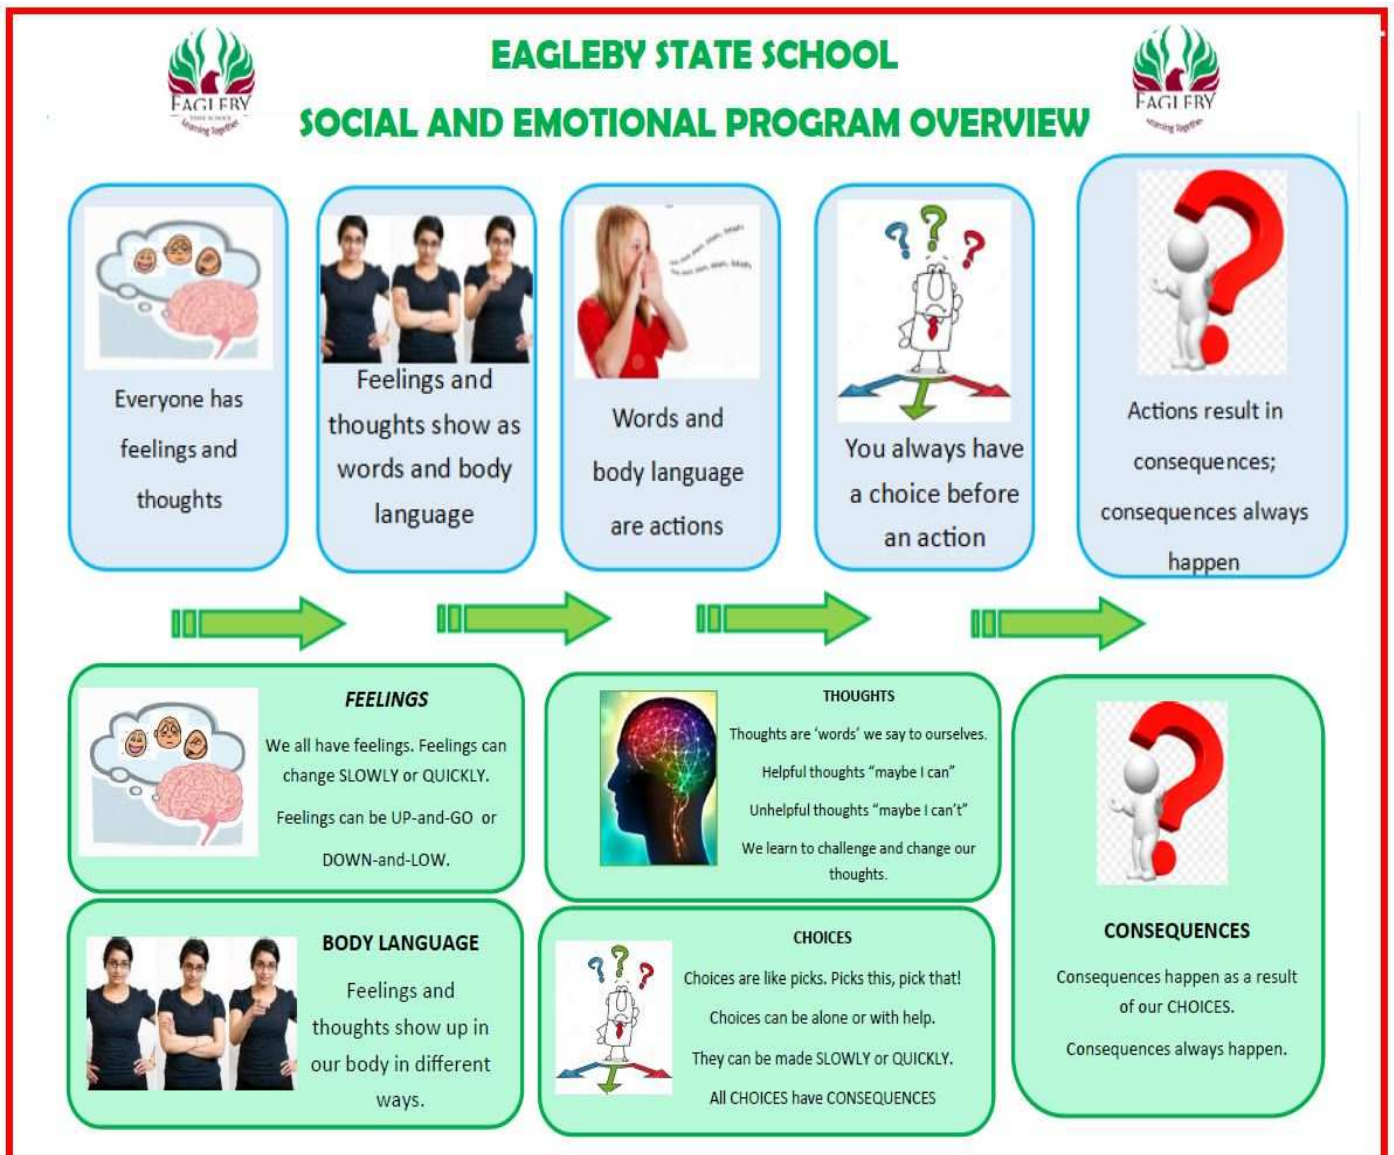 EAGLEBY STATE SCHOOL
SOCIAL AND EMOTIONAL PROGRAM OVERVIEW
EAGLEBY
STATE SCHOOL
Learning Together
EAGLEBY
Learning Together
Everyone has
feelings and
thoughts
Feelings and
thoughts show as
words and body
language
Words and
body language
are actions
You always have
a choice before
an action
Actions result in
consequences;
consequences always
happen
FEELINGS
We all have feelings. Feelings can
change SLOWLY or QUICKLY.
Feelings can be UP-and-GO or
DOWN-and-LOW.
THOUGHTS
Thoughts are ‘words’ we say to ourselves.
Helpful thoughts “maybe I can”
Unhelpful thoughts “maybe I can’t”
We learn to challenge and change our
thoughts.
BODY LANGUAGE
Feelings and
thoughts show up in
our body in different
ways.
CHOICES
Choices are like picks. Picks this, pick that!
Choices can be alone or with help.
They can be made SLOWLY or QUICKLY.
All CHOICES have CONSEQUENCES
CONSEQUENCES
Consequences happen as a result
of our CHOICES.
Consequences always happen.